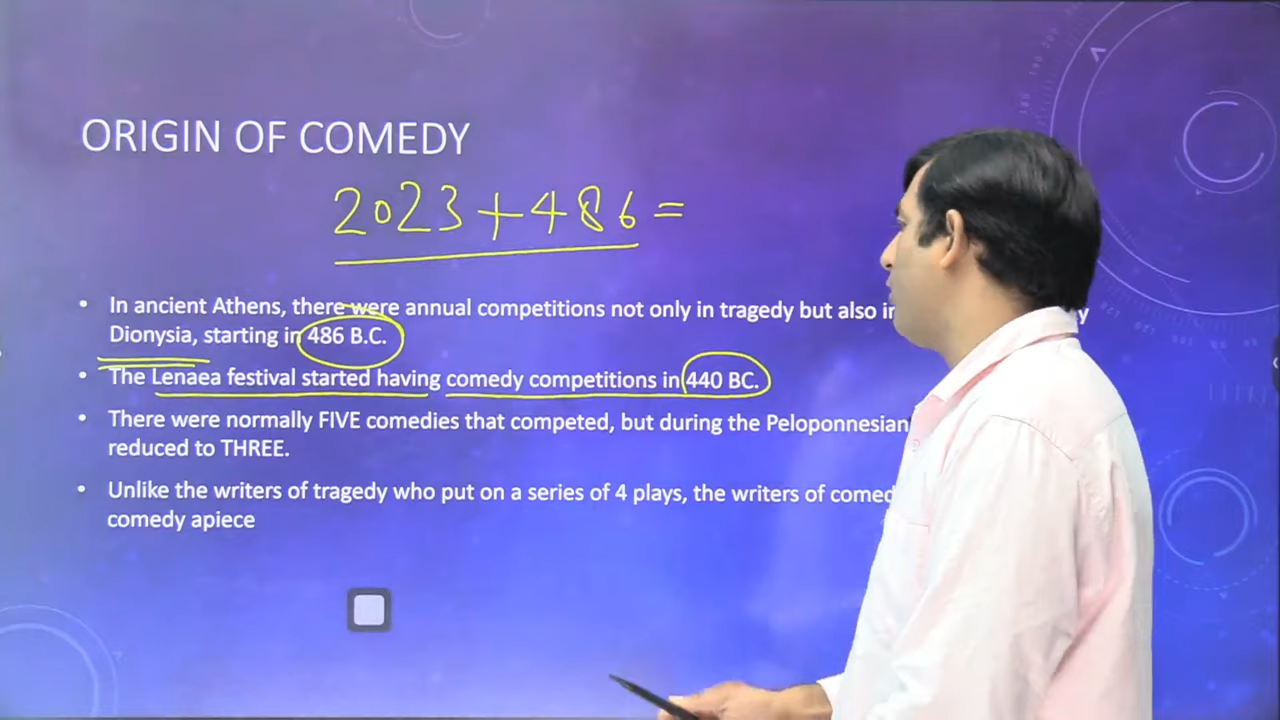 ORIGIN OF COMEDY
2023+486=
• In ancient Athens, there were annual competitions not only in tragedy but also in
Dionysia, starting in 486 B.C.
• The Lenaea festival started having comedy competitions in 440 BC.
• There were normally FIVE comedies that competed, but during the Peloponnesian
reduced to THREE.
• Unlike the writers of tragedy who put on a series of 4 plays, the writers of
comedy apiece